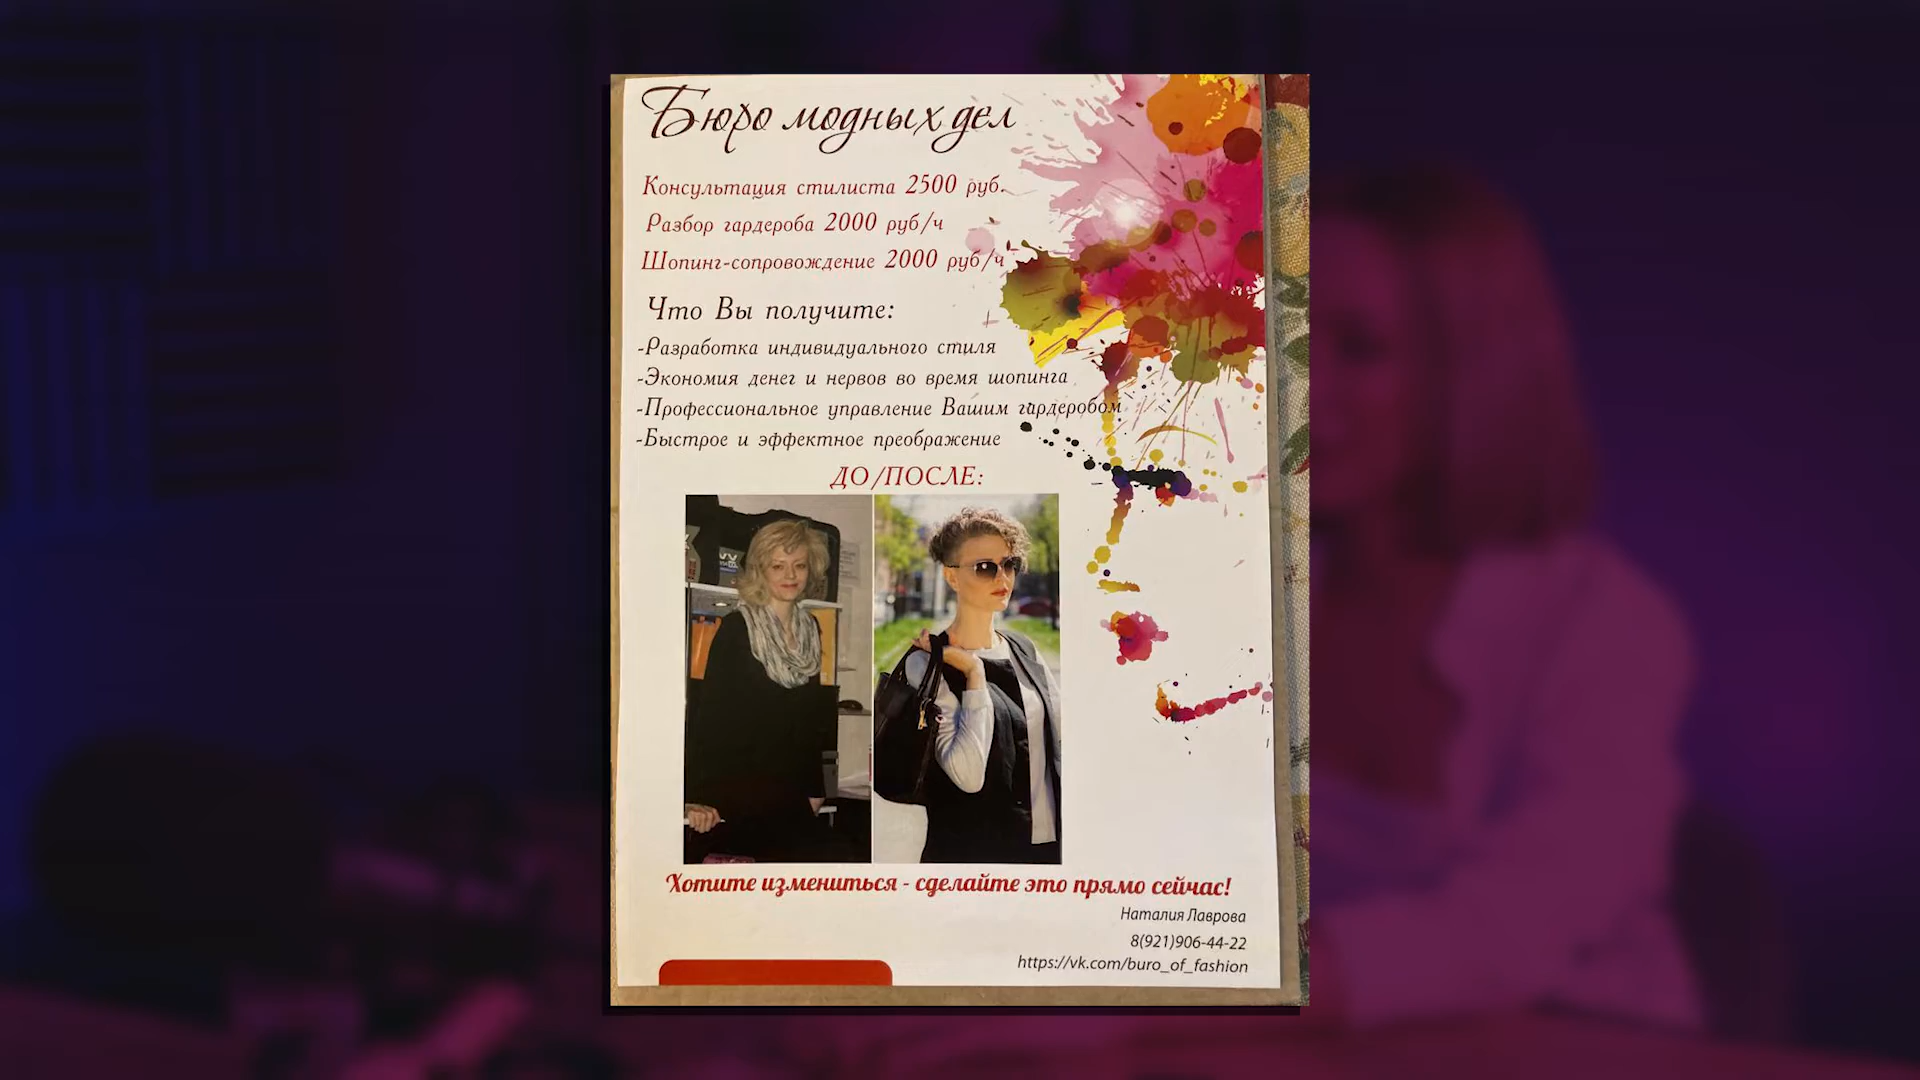 Бюро модных дел
Консультация стилиста 2500 руб.
Разбор гардероба 2000 руб/ч
Шопинг-сопровождение 2000 руб/ч
Что Вы получите:
-Разработка индивидуального стиля
-Экономия денег и нервов во время шопинга
-Профессиональное управление Вашим гардеробом
-Быстрое и эффектное преображение
ДО/ПОСЛЕ:
Хотите измениться - сделайте это прямо сейчас!
Наталия Лаврова
8(921)906-44-22
https://vk.com/buro_of_fashion